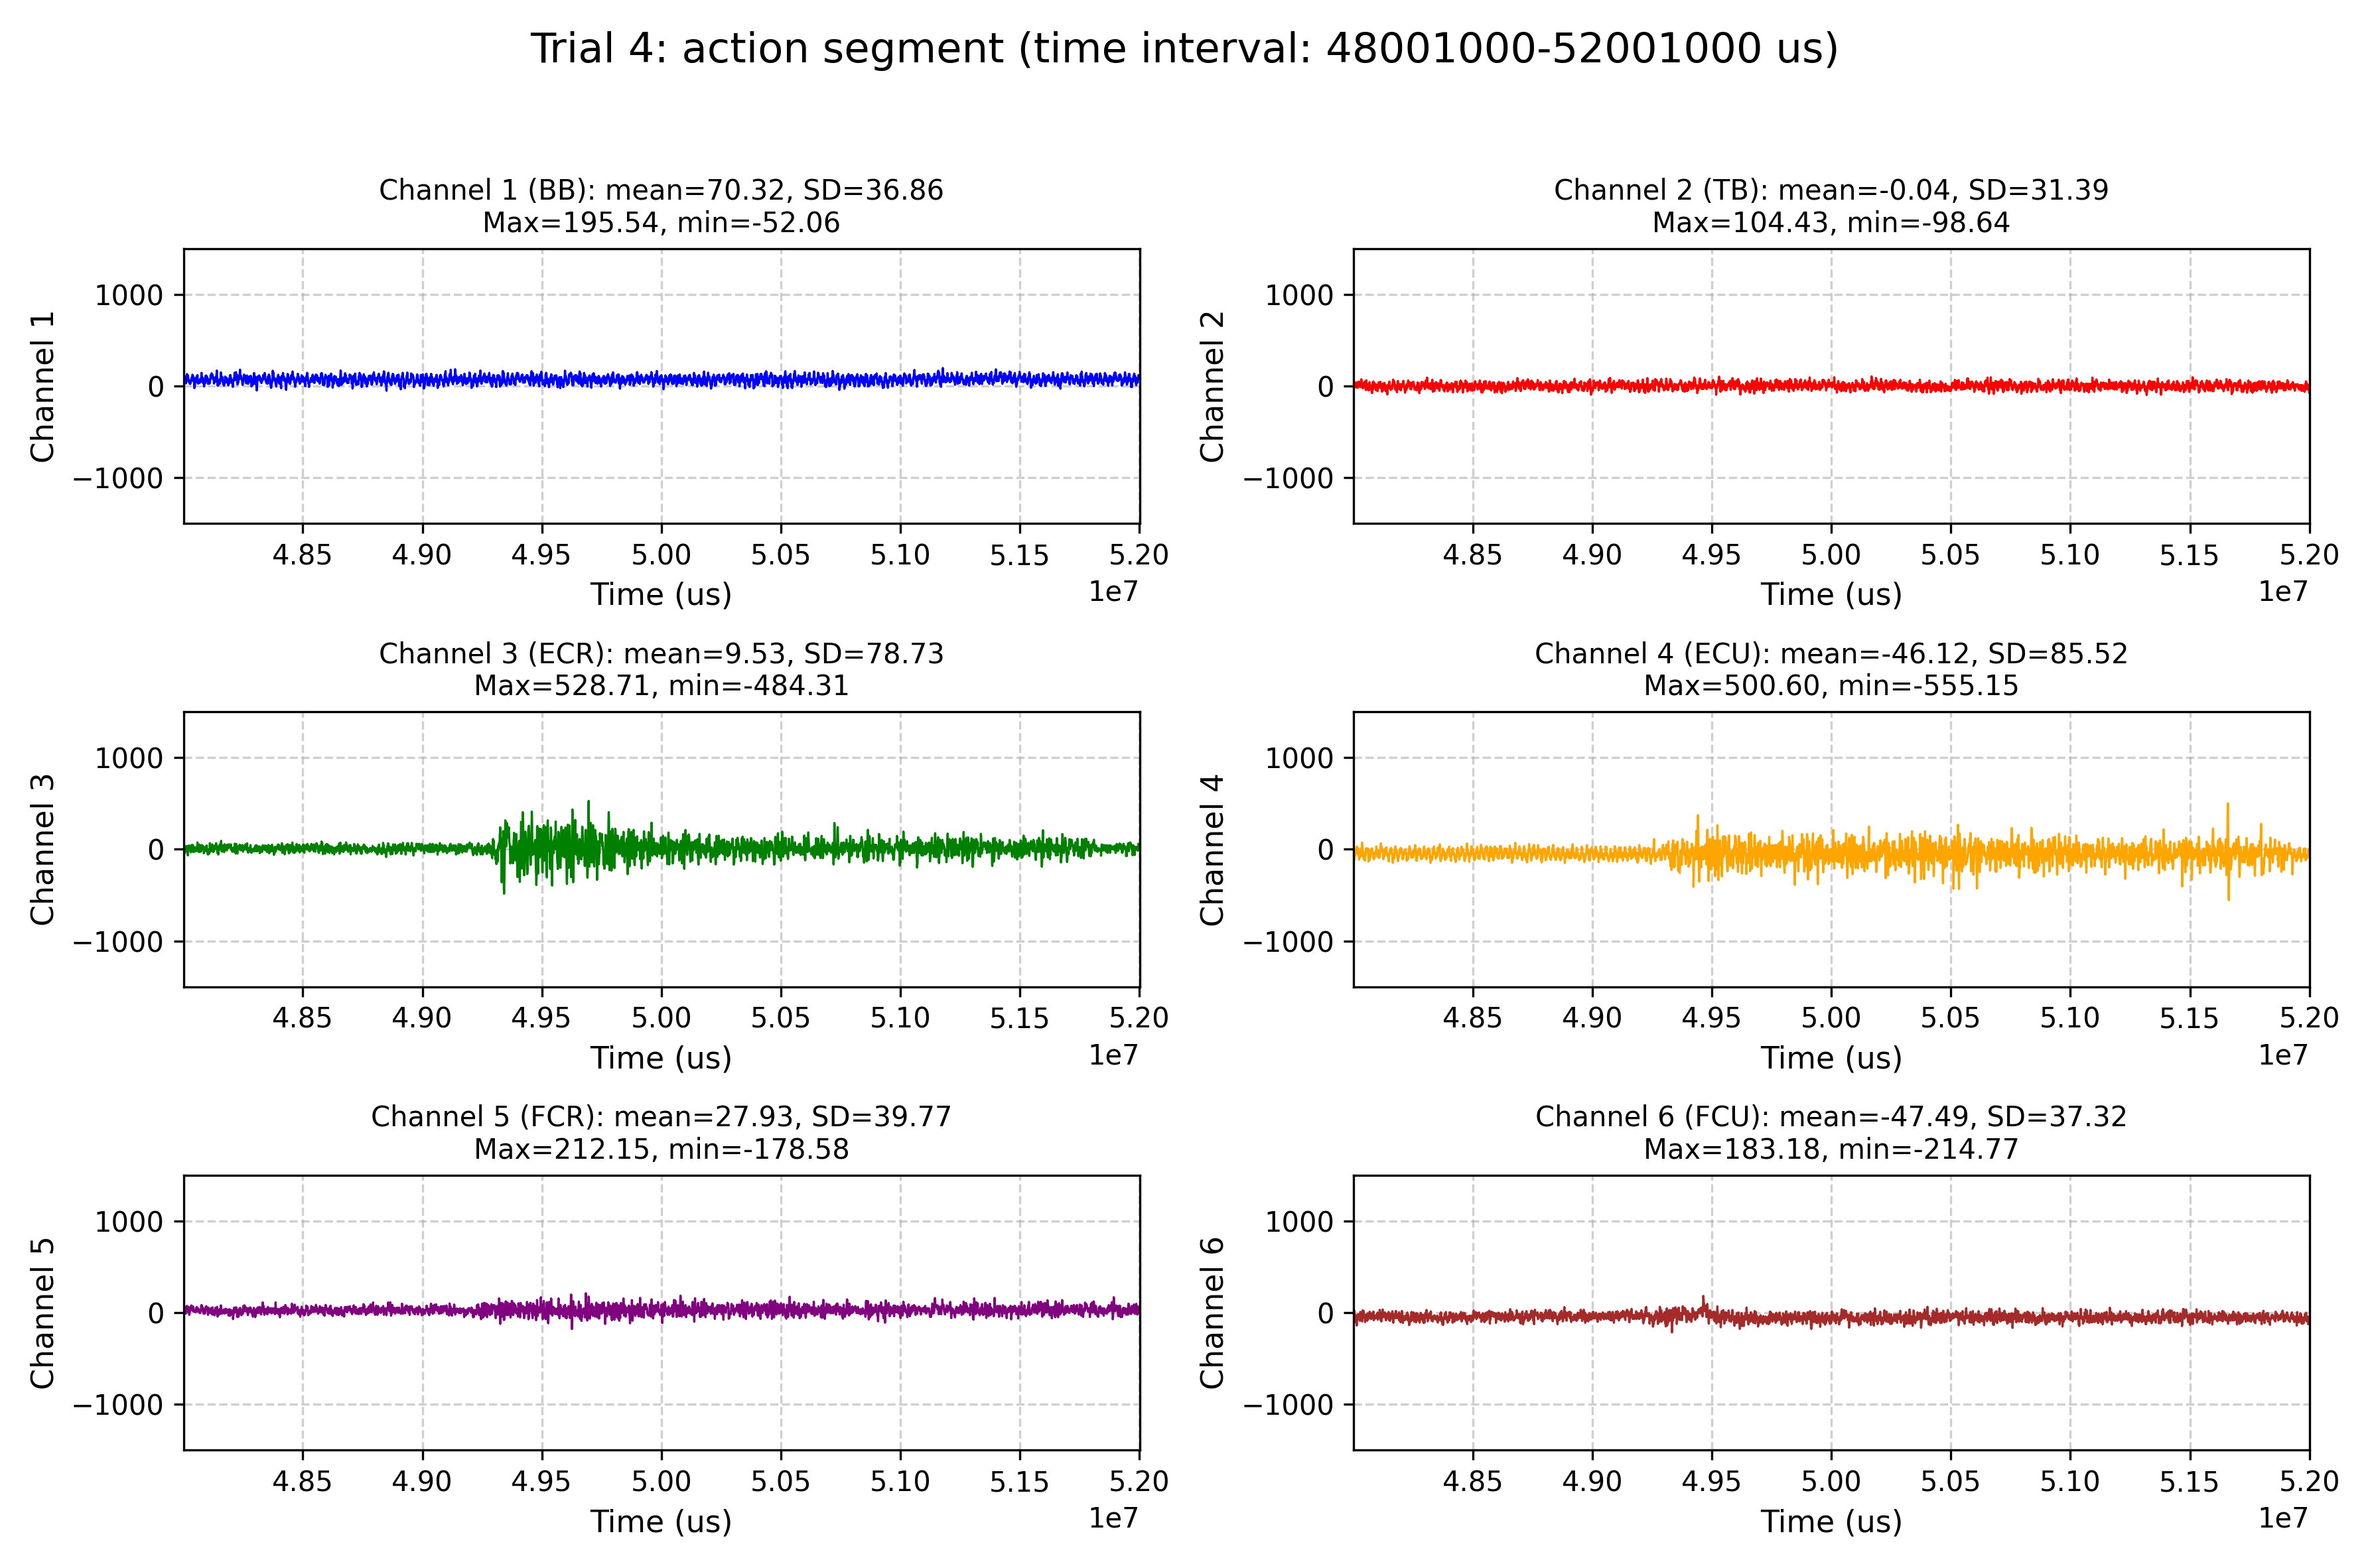 Trial 4: action segment (time interval: 48001000-52001000 us)
Channel 1 (BB): mean=70.32, SD=36.86
Max=195.54, min=-52.06
Channel 1
1000
0
−1000
4.85 4.90 4.95 5.00 5.05 5.10 5.15 5.20
Time (us)
1e7
Channel 2 (TB): mean=-0.04, SD=31.39
Max=104.43, min=-98.64
Channel 2
1000
0
−1000
4.85 4.90 4.95 5.00 5.05 5.10 5.15 5.20
Time (us)
1e7
Channel 3 (ECR): mean=9.53, SD=78.73
Max=528.71, min=-484.31
Channel 3
1000
0
−1000
4.85 4.90 4.95 5.00 5.05 5.10 5.15 5.20
Time (us)
1e7
Channel 4 (ECU): mean=-46.12, SD=85.52
Max=500.60, min=-555.15
Channel 4
1000
0
−1000
4.85 4.90 4.95 5.00 5.05 5.10 5.15 5.20
Time (us)
1e7
Channel 5 (FCR): mean=27.93, SD=39.77
Max=212.15, min=-178.58
Channel 5
1000
0
−1000
4.85 4.90 4.95 5.00 5.05 5.10 5.15 5.20
Time (us)
1e7
Channel 6 (FCU): mean=-47.49, SD=37.32
Max=183.18, min=-214.77
Channel 6
1000
0
−1000
4.85 4.90 4.95 5.00 5.05 5.10 5.15 5.20
Time (us)
1e7